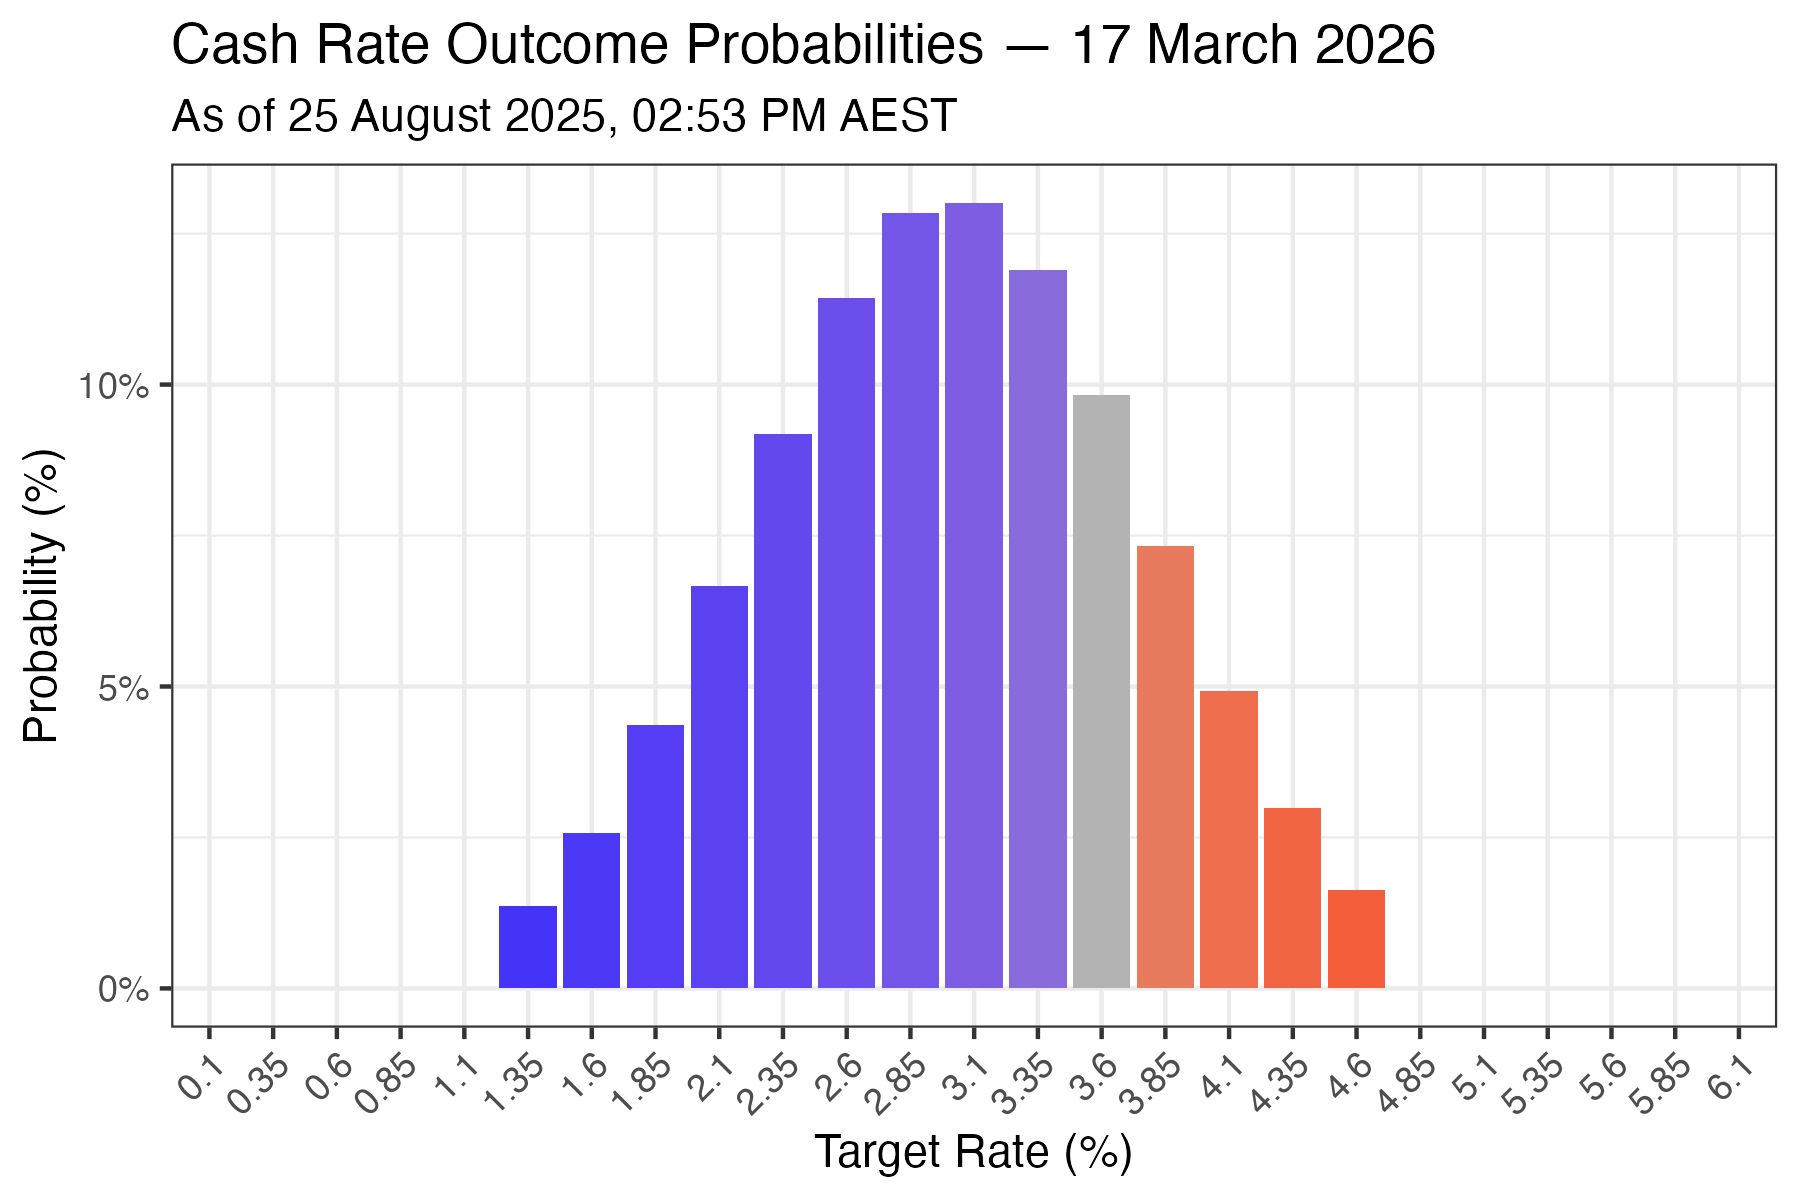 Cash Rate Outcome Probabilities — 17 March 2026
As of 25 August 2025, 02:53 PM AEST
Probability (%)
10%
5%
0%
0.1 0.35 0.6 0.85 1.1 1.35 1.6 1.85 2.1 2.35 2.6 2.85 3.1 3.35 3.6 3.85 4.1 4.35 4.6 4.85 5.1 5.35 5.6 5.85 6.1
Target Rate (%)